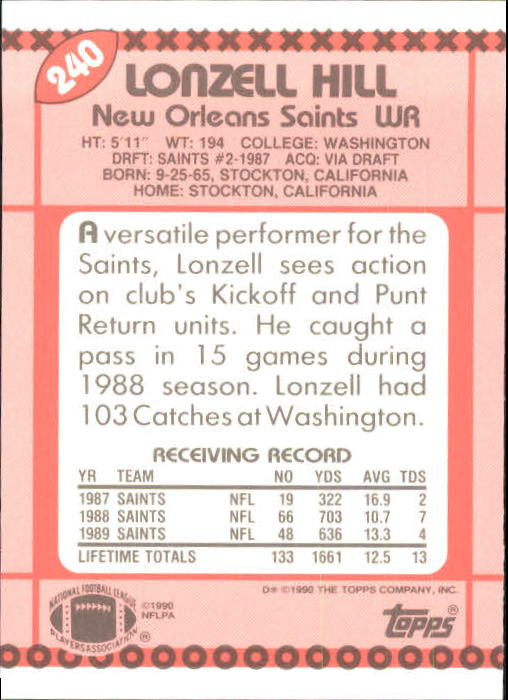 240
LONZELL HILL
New Orleans Saints WR
HT: 5'11" WT: 194 COLLEGE: WASHINGTON
DRFT: SAINTS #2-1987 ACQ: VIA DRAFT
BORN: 9-25-65, STOCKTON, CALIFORNIA
HOME: STOCKTON, CALIFORNIA
A versatile performer for the
Saints, Lonzell sees action
on club's Kickoff and Punt
Return units. He caught a
pass in 15 games during
1988 season. Lonzell had
103 Catches at Washington.
RECEIVING RECORD
YR TEAM NO YDS AVG TDS
1987 SAINTS NFL 19 322 16.9 2
1988 SAINTS NFL 66 703 10.7 7
1989 SAINTS NFL 48 636 13.3 4
LIFETIME TOTALS 133 1661 12.5 13
D* ©1990 THE TOPPS COMPANY, INC.
NATIONAL FOOTBALL LEAGUE
PLAYERS ASSOCIATION ®
©1990
NFLPA
topps®